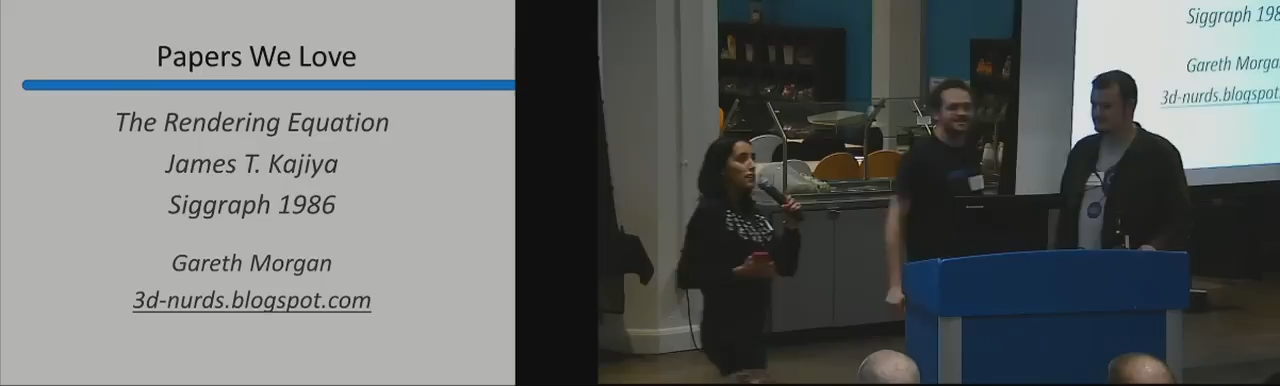 Papers We Love
The Rendering Equation
James T. Kajiya
Siggraph 1986
Gareth Morgan
3d-nurds.blogspot.com
Siggraph 198
Gareth Morga
3d-nurds.blogspot